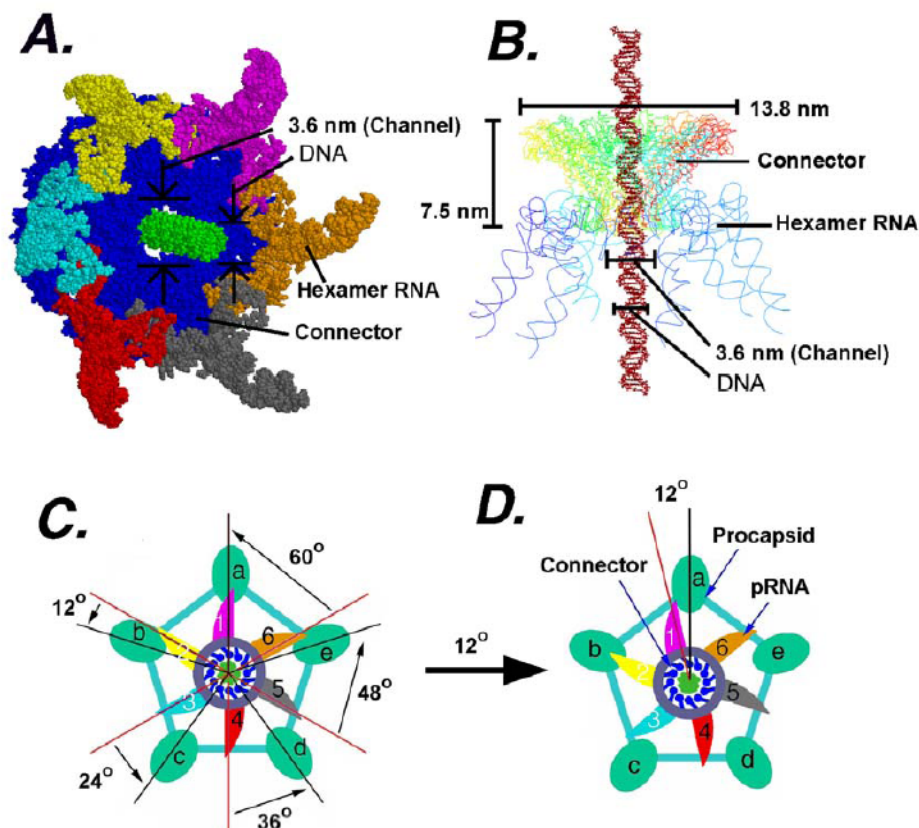 A.
3.6 nm (Channel)
DNA
Hexamer RNA
Connector
B.
13.8 nm
Connector
7.5 nm
Hexamer RNA
3.6 nm (Channel)
DNA
C.
60°
a
12°
b
1
2
6
e
3
5
48°
4
c
d
24°
36°
12°
D.
12°
Procapsid
Connector
pRNA
a
1
b
6
2
e
5
3
4
c
d